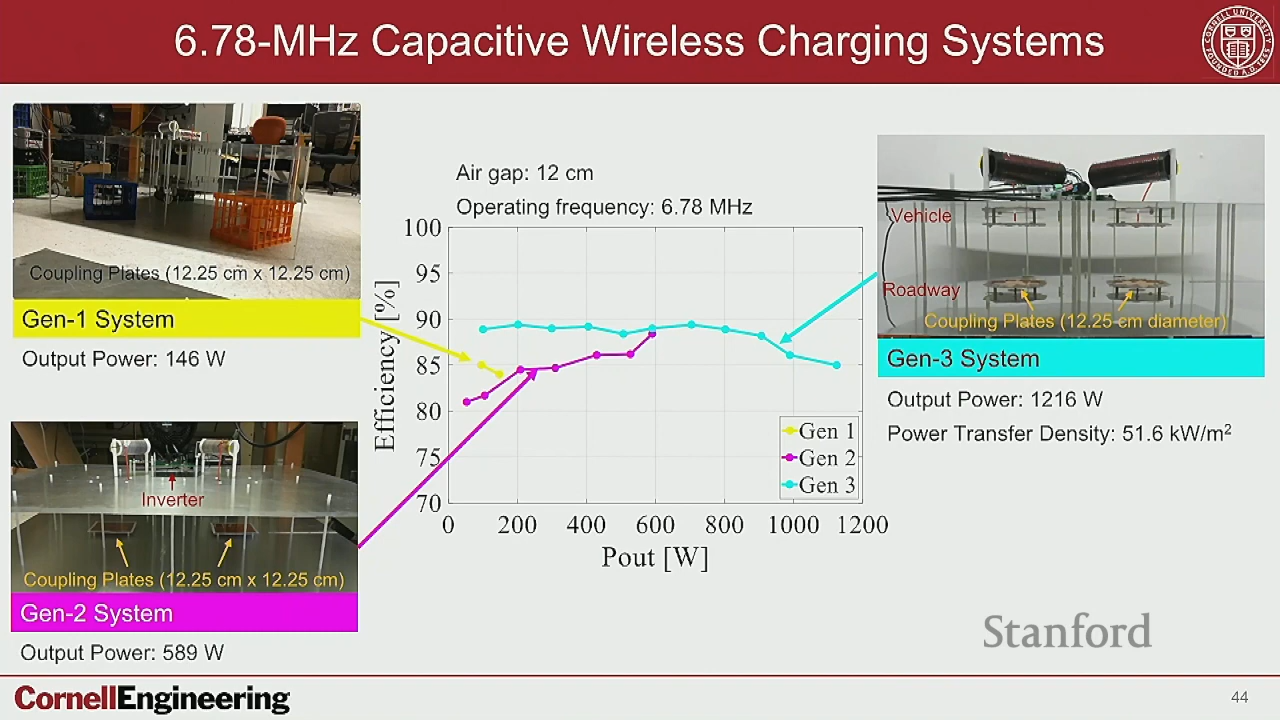 6.78-MHz Capacitive Wireless Charging Systems
Coupling Plates (12.25 cm x 12.25 cm)
Gen-1 System
Output Power: 146 W
Inverter
Coupling Plates (12.25 cm x 12.25 cm)
Gen-2 System
Output Power: 589 W
Air gap: 12 cm
Operating frequency: 6.78 MHz
Efficiency [%]
100
95
90
85
80
75
70
0 200 400 600 800 1000 1200
Pout [W]
Gen 1
Gen 2
Gen 3
Vehicle
Roadway
Coupling Plates (12.25 cm diameter)
Gen-3 System
Output Power: 1216 W
Power Transfer Density: 51.6 kW/m²
Stanford
CornellEngineering
44